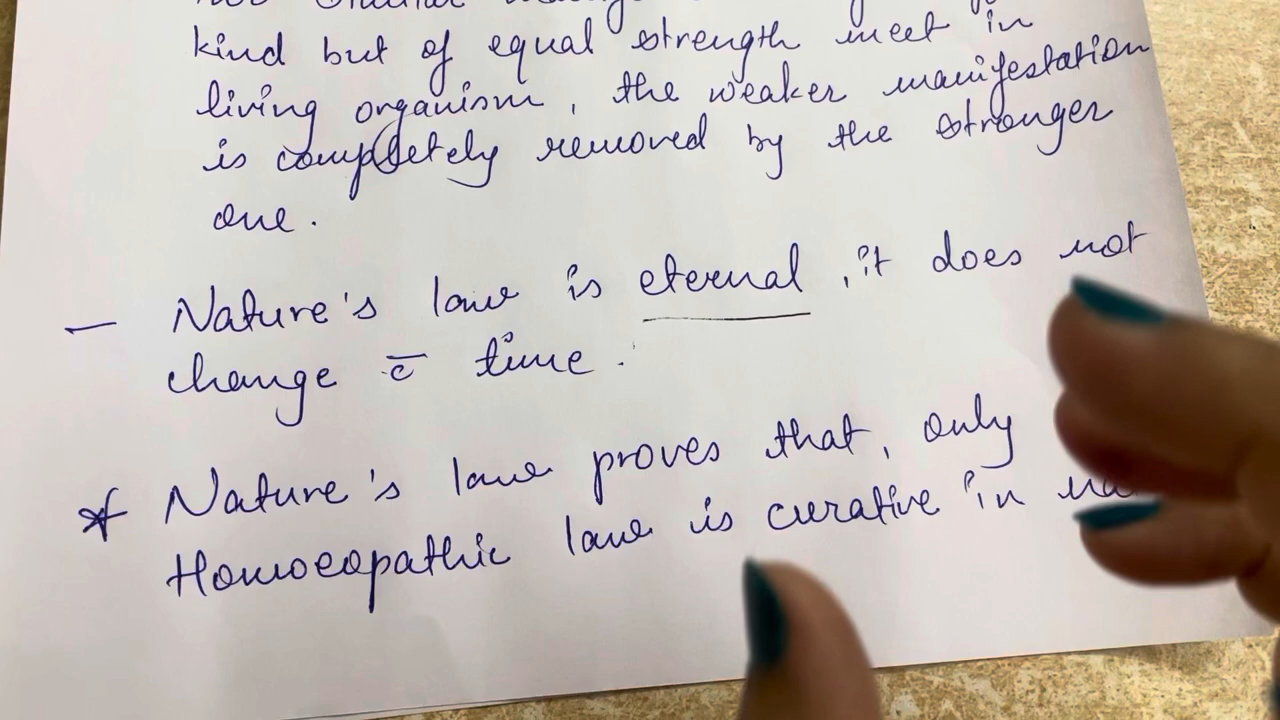 kind but of equal strength meet in
living organism, the weaker manifestation
is completely removed by the stronger
one.
— Nature's law is eternal, it does not
change c̄ time.
* Nature's law proves that, only
Homoeopathic law is curative in